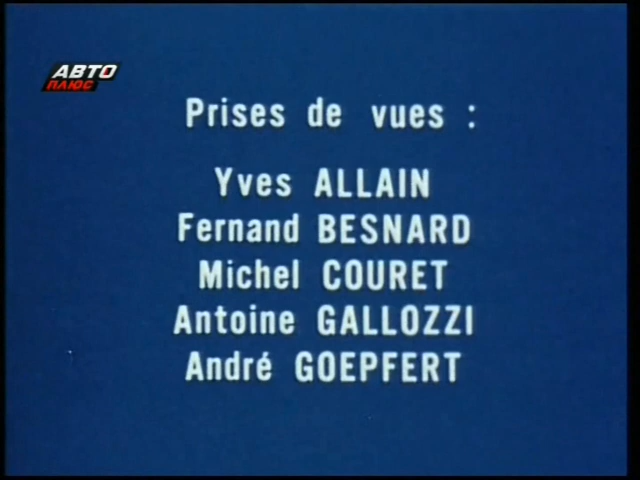 АВТО
ПЛЮС
Prises de vues :
Yves ALLAIN
Fernand BESNARD
Michel COURET
Antoine GALLOZZI
André GOEPFERT